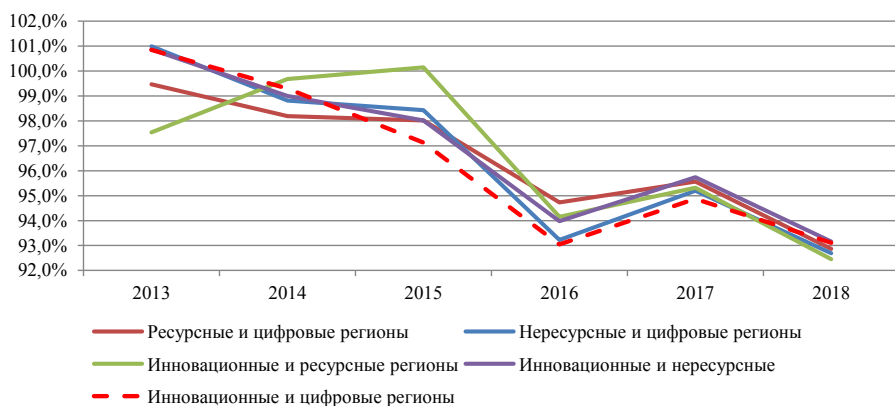 102,0%
101,0%
100,0%
99,0%
98,0%
97,0%
96,0%
95,0%
94,0%
93,0%
92,0%
2013 2014 2015 2016 2017 2018
Ресурсные и цифровые регионы Нересурсные и цифровые регионы
Инновационные и ресурсные регионы Инновационные и нересурсные
Инновационные и цифровые регионы